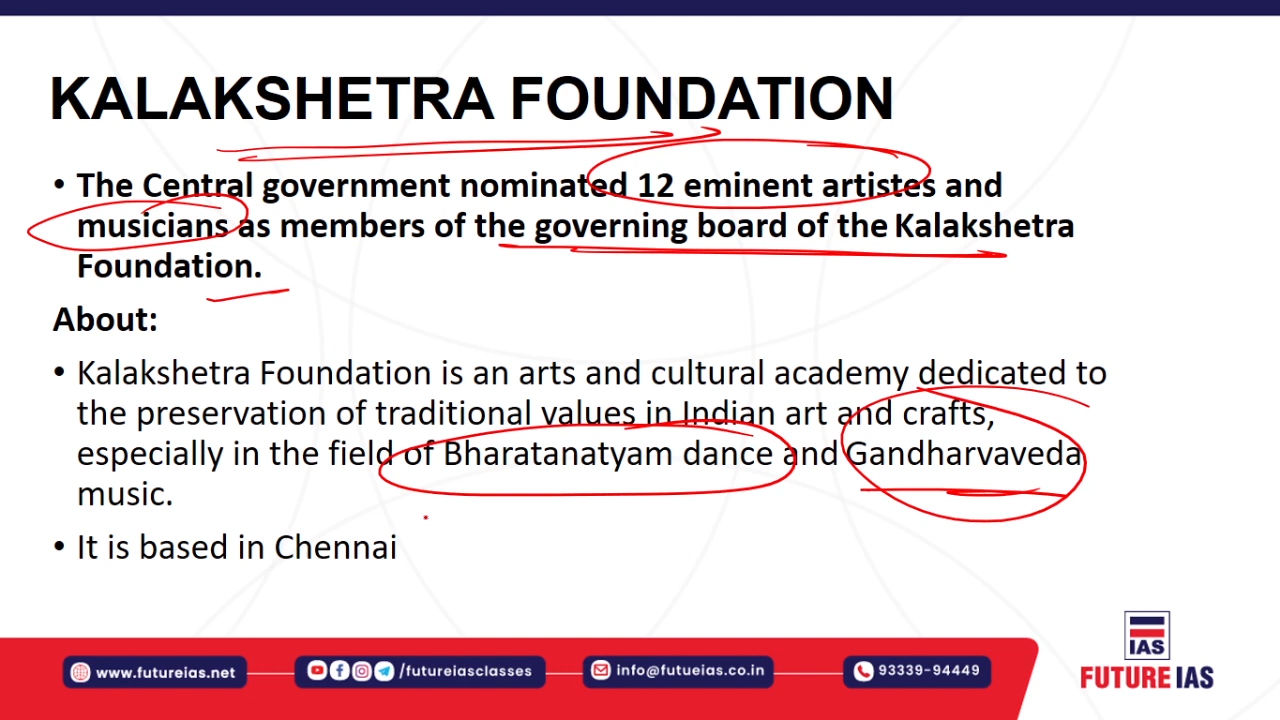 KALAKSHETRA FOUNDATION
• The Central government nominated 12 eminent artistes and
musicians as members of the governing board of the Kalakshetra
Foundation.
About:
• Kalakshetra Foundation is an arts and cultural academy dedicated to
the preservation of traditional values in Indian art and crafts,
especially in the field of Bharatanatyam dance and Gandharvaveda
music.
• It is based in Chennai
IAS
FUTURE IAS
www.futureias.net
/futureiasclasses
info@futueias.co.in
93339-94449